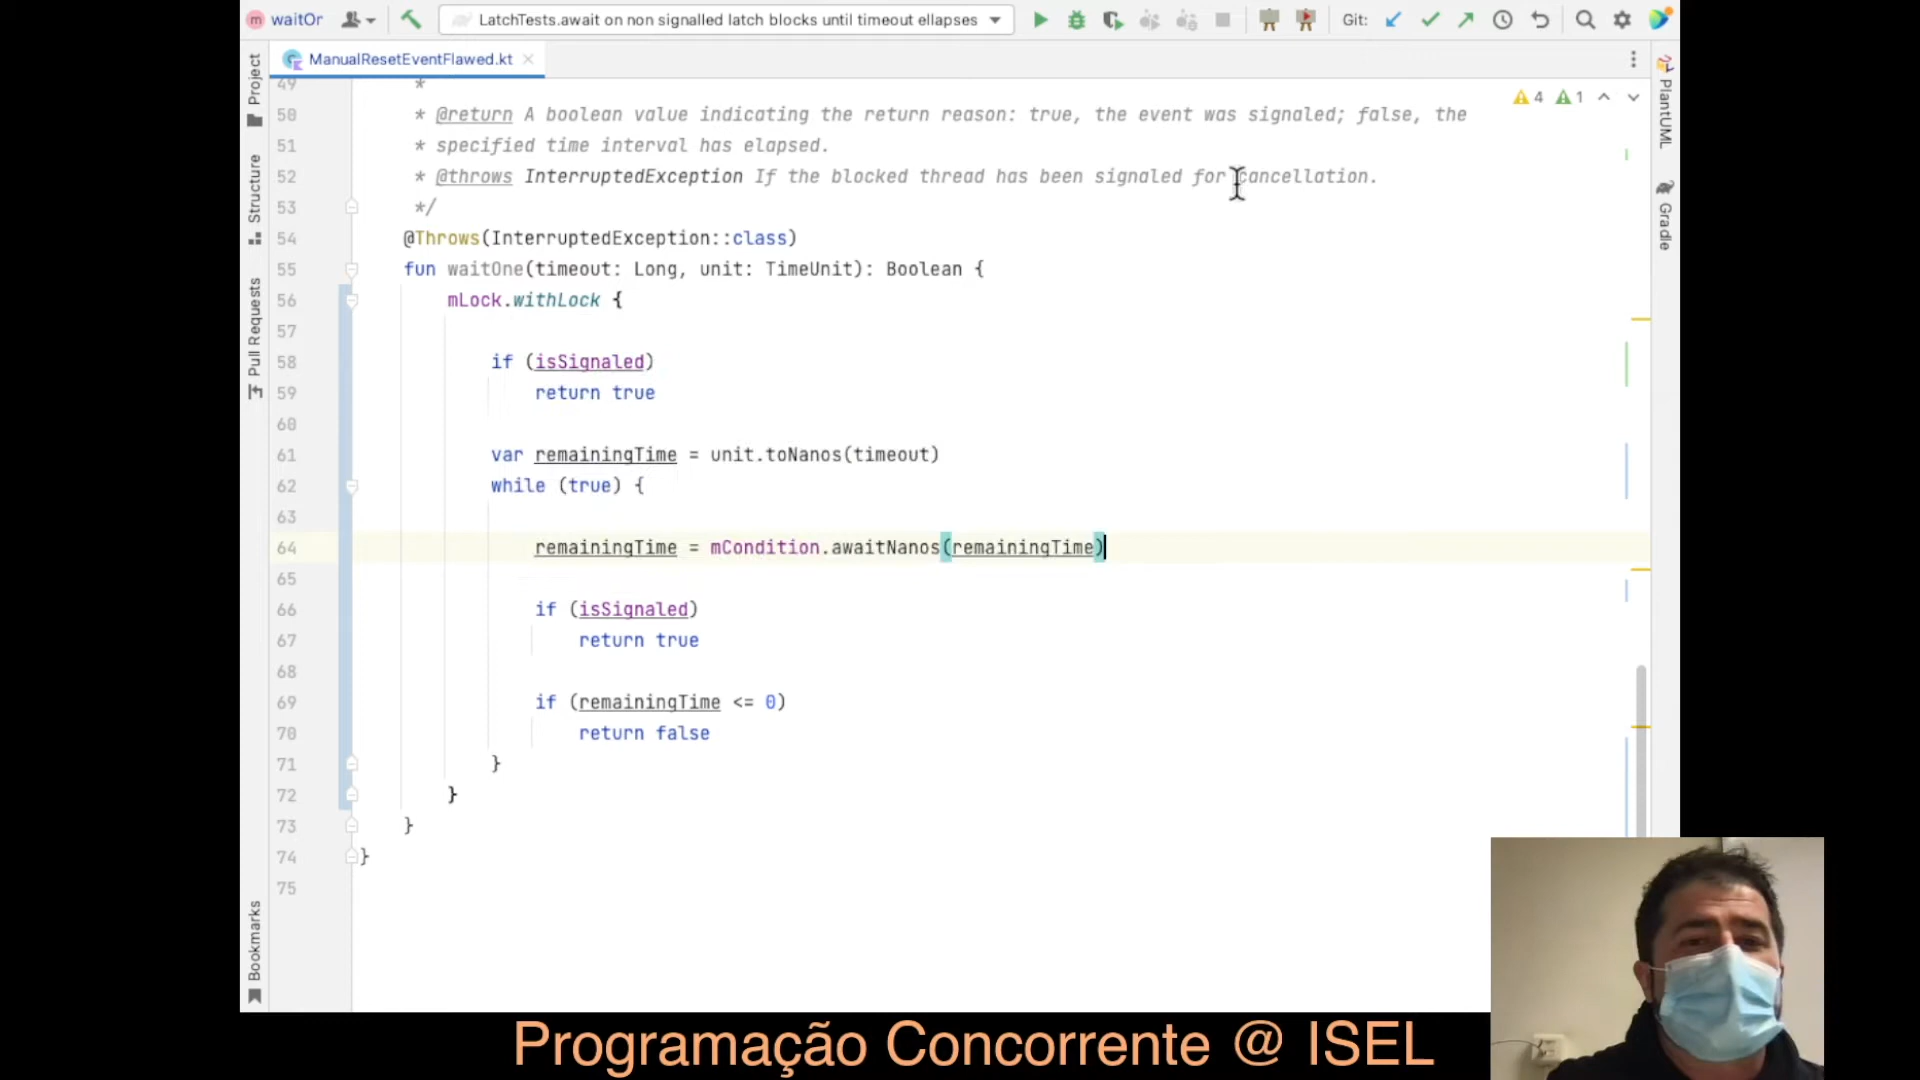 waitOr
LatchTests.await on non signalled latch blocks until timeout ellapses
Git:
ManualResetEventFlawed.kt
Project
Structure
Pull Requests
Bookmarks
PlantUML
Gradle
4
1
49 *
50 * @return A boolean value indicating the return reason: true, the event was signaled; false, the
51 * specified time interval has elapsed.
52 * @throws InterruptedException If the blocked thread has been signaled for cancellation.
53 */
54 @Throws(InterruptedException::class)
55 fun waitOne(timeout: Long, unit: TimeUnit): Boolean {
56 mLock.withLock {
57
58 if (isSignaled)
59 return true
60
61 var remainingTime = unit.toNanos(timeout)
62 while (true) {
63
64 remainingTime = mCondition.awaitNanos(remainingTime)
65
66 if (isSignaled)
67 return true
68
69 if (remainingTime <= 0)
70 return false
71 }
72 }
73 }
74 }
75
Programação Concorrente @ ISEL